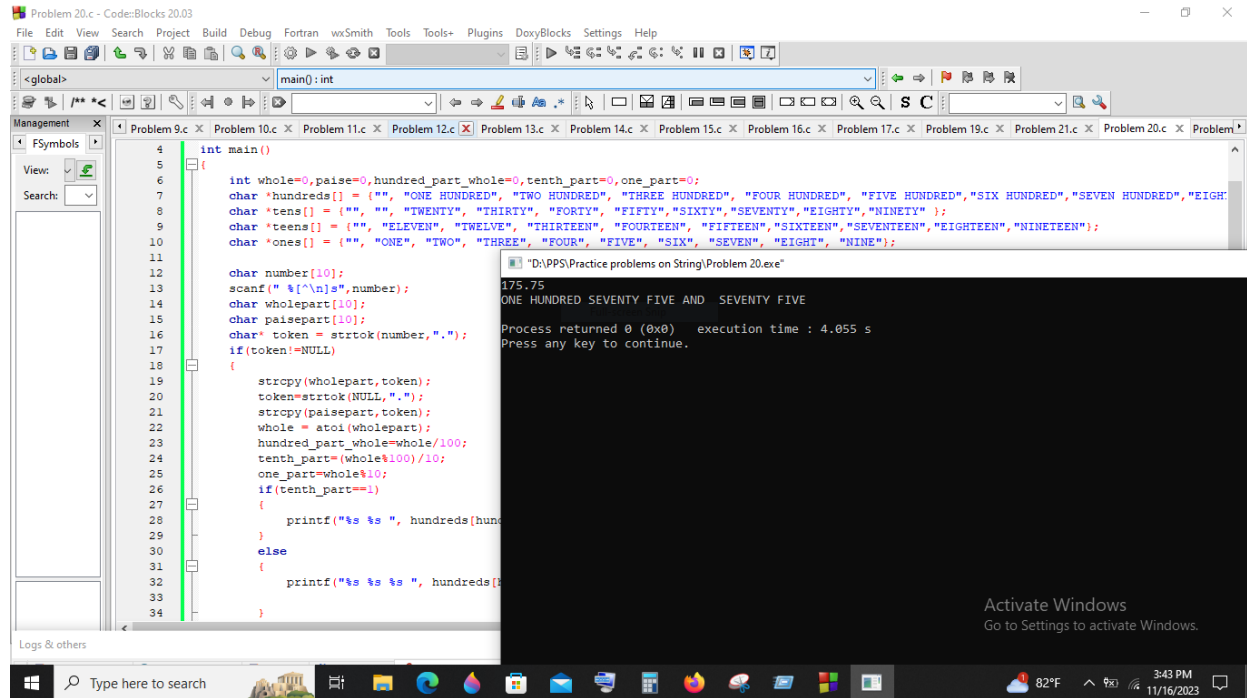 Problem 20.c - Code::Blocks 20.03
File Edit View Search Project Build Debug Fortran wxSmith Tools Tools+ Plugins DoxyBlocks Settings Help
<global> main() : int
/** *< .* S C
Management X Problem 9.c X Problem 10.c X Problem 11.c X Problem 12.c X Problem 13.c X Problem 14.c X Problem 15.c X Problem 16.c X Problem 17.c X Problem 19.c X Problem 21.c X Problem 20.c X Problem
FSymbols
View:
Search:
4 int main()
5 {
6 int whole=0,paise=0,hundred_part_whole=0,tenth_part=0,one_part=0;
7 char *hundreds[] = {"", "ONE HUNDRED", "TWO HUNDRED", "THREE HUNDRED", "FOUR HUNDRED", "FIVE HUNDRED","SIX HUNDRED","SEVEN HUNDRED","EIGH
8 char *tens[] = {"", "", "TWENTY", "THIRTY", "FORTY", "FIFTY","SIXTY","SEVENTY","EIGHTY","NINETY" };
9 char *teens[] = {"", "ELEVEN", "TWELVE", "THIRTEEN", "FOURTEEN", "FIFTEEN","SIXTEEN","SEVENTEEN","EIGHTEEN","NINETEEN"};
10 char *ones[] = {"", "ONE", "TWO", "THREE", "FOUR", "FIVE", "SIX", "SEVEN", "EIGHT", "NINE"};
11
12 char number[10];
13 scanf(" %[^\n]s",number);
14 char wholepart[10];
15 char paisepart[10];
16 char* token = strtok(number,".");
17 if(token!=NULL)
18 {
19 strcpy(wholepart,token);
20 token=strtok(NULL,".");
21 strcpy(paisepart,token);
22 whole = atoi(wholepart);
23 hundred_part_whole=whole/100;
24 tenth_part=(whole%100)/10;
25 one_part=whole%10;
26 if(tenth_part==1)
27 {
28 printf("%s %s ", hundreds[hund
29 }
30 else
31 {
32 printf("%s %s %s ", hundreds[h
33
34 }
"D:\PPS\Practice problems on String\Problem 20.exe"
175.75
ONE HUNDRED SEVENTY FIVE AND  SEVENTY FIVE
Process returned 0 (0x0)   execution time : 4.055 s
Press any key to continue.
Activate Windows
Go to Settings to activate Windows.
Logs & others
Type here to search
82°F
3:43 PM
11/16/2023